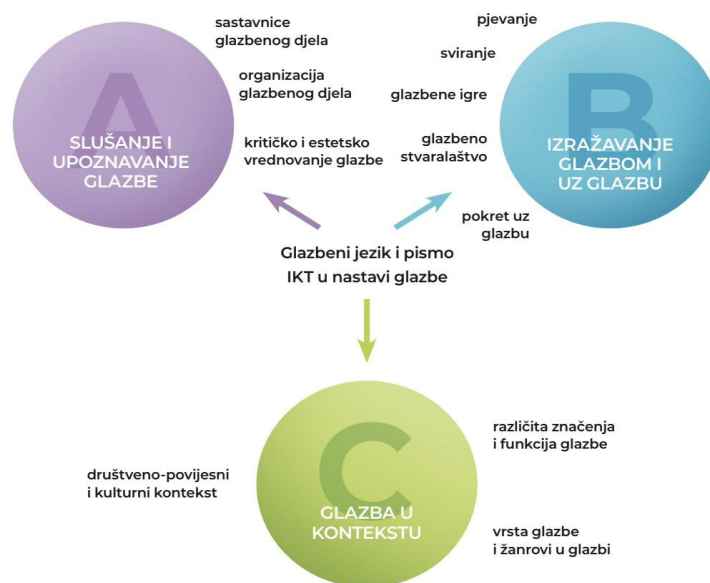 A
SLUŠANJE I
UPOZNAVANJE
GLAZBE
sastavnice
glazbenog djela
organizacija
glazbenog djela
kritičko i estetsko
vrednovanje glazbe
pjevanje
sviranje
glazbene igre
glazbeno
stvaralaštvo
pokret uz
glazbu
B
IZRAŽAVANJE
GLAZBOM I
UZ GLAZBU
Glazbeni jezik i pismo
IKT u nastavi glazbe
društveno-povijesni
i kulturni kontekst
C
GLAZBA U
KONTEKSTU
različita značenja
i funkcija glazbe
vrsta glazbe
i žanrovi u glazbi